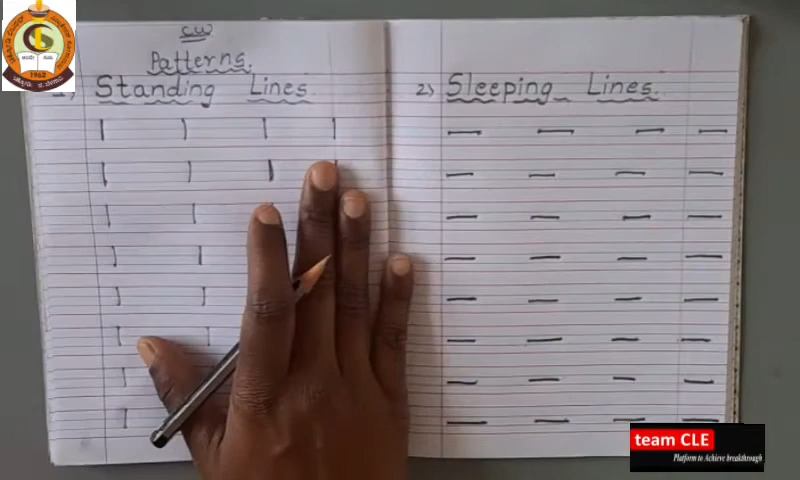 CW
Patterns.
1) Standing Lines.
2) Sleeping Lines.
1962
team CLE
Platform to Achieve breakthrough